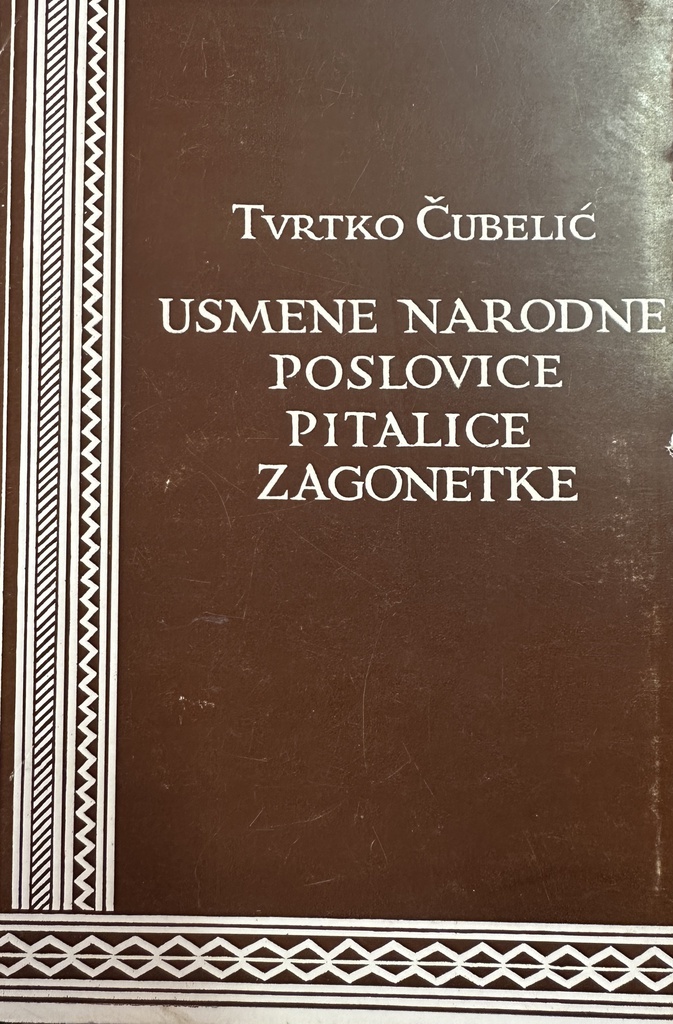 Tvrtko Čubelić
USMENE NARODNE
POSLOVICE
PITALICE
ZAGONETKE